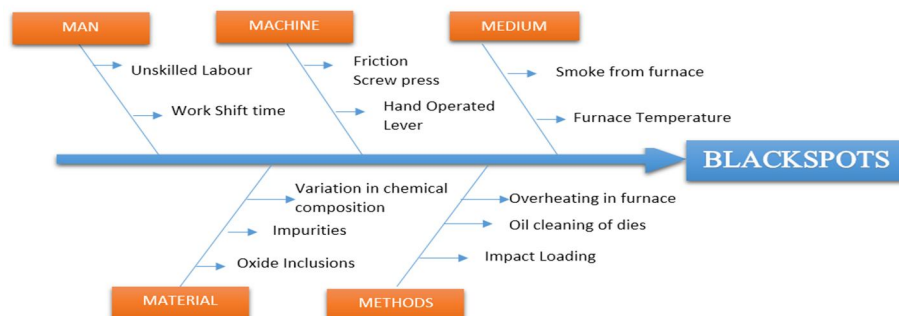 MAN
MACHINE
MEDIUM
Unskilled Labour
Work Shift time
Friction
Screw press
Hand Operated
Lever
Smoke from furnace
Furnace Temperature
BLACKSPOTS
Variation in chemical
composition
Impurities
Oxide Inclusions
Overheating in furnace
Oil cleaning of dies
Impact Loading
MATERIAL
METHODS